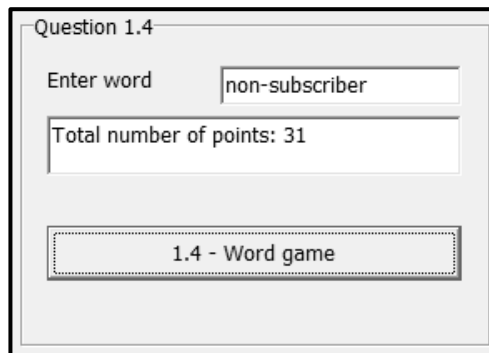 Question 1.4
Enter word non-subscriber
Total number of points: 31
1.4 - Word game